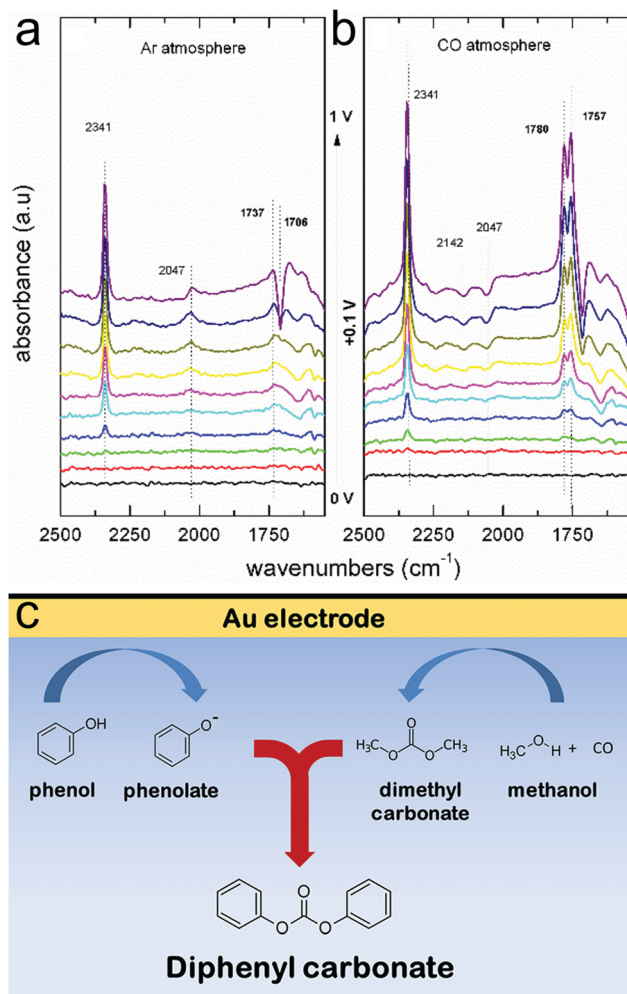 a
b
Ar atmosphere
CO atmosphere
2341
2047
1737
1706
1 V
+0.1 V
0 V
2341
2142
2047
1780
1757
absorbance (a.u)
2500
2250
2000
1750
2500
2250
2000
1750
wavenumbers (cm⁻¹)
C
Au electrode
OH
O⁻
O
H₃C
O
O
CH₃
H₃C
O
H
+
CO
phenol
phenolate
dimethyl
carbonate
methanol
O
O
O
Diphenyl carbonate